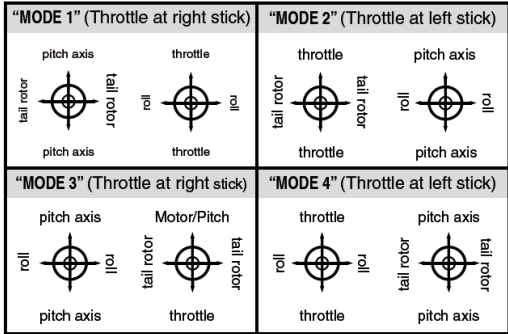 “MODE 1” (Throttle at right stick)
pitch axis
throttle
tail rotor
tail rotor
roll
roll
pitch axis
throttle
“MODE 2” (Throttle at left stick)
throttle
pitch axis
tail rotor
tail rotor
roll
roll
throttle
pitch axis
“MODE 3” (Throttle at right stick)
pitch axis
Motor/Pitch
roll
roll
tail rotor
tail rotor
pitch axis
throttle
“MODE 4” (Throttle at left stick)
throttle
pitch axis
roll
roll
tail rotor
tail rotor
throttle
pitch axis